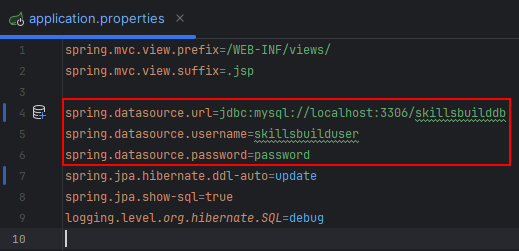 application.properties
1 spring.mvc.view.prefix=/WEB-INF/views/
2 spring.mvc.view.suffix=.jsp
3
4 spring.datasource.url=jdbc:mysql://localhost:3306/skillsbuilddb
5 spring.datasource.username=skillsbuilduser
6 spring.datasource.password=password
7 spring.jpa.hibernate.ddl-auto=update
8 spring.jpa.show-sql=true
9 logging.level.org.hibernate.SQL=debug
10